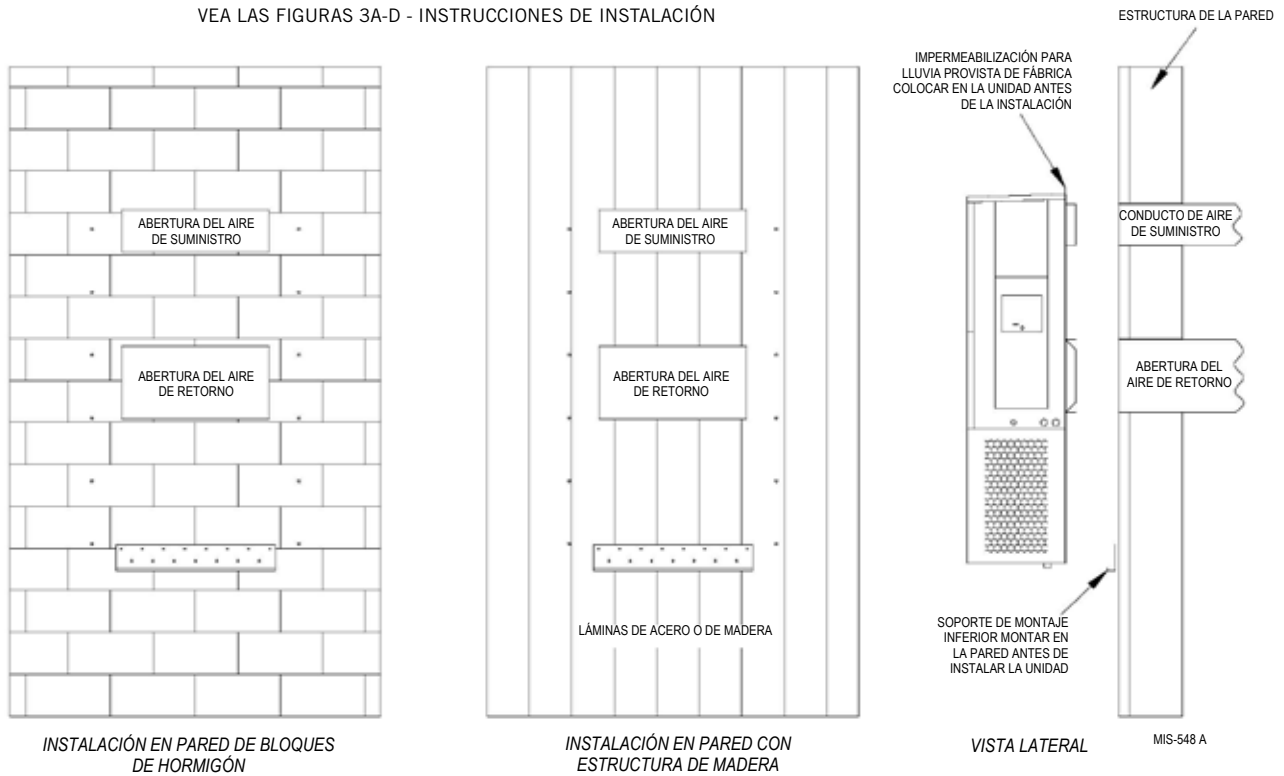 VEA LAS FIGURAS 3A-D - INSTRUCCIONES DE INSTALACIÓN
ESTRUCTURA DE LA PARED
IMPERMEABILIZACIÓN PARA
LLUVIA PROVISTA DE FÁBRICA
COLOCAR EN LA UNIDAD ANTES
DE LA INSTALACIÓN
ABERTURA DEL AIRE
DE SUMINISTRO
ABERTURA DEL AIRE
DE RETORNO
INSTALACIÓN EN PARED DE BLOQUES
DE HORMIGÓN
ABERTURA DEL AIRE
DE SUMINISTRO
ABERTURA DEL AIRE
DE RETORNO
LÁMINAS DE ACERO O DE MADERA
INSTALACIÓN EN PARED CON
ESTRUCTURA DE MADERA
CONDUCTO DE AIRE
DE SUMINISTRO
ABERTURA DEL
AIRE DE RETORNO
SOPORTE DE MONTAJE
INFERIOR MONTAR EN
LA PARED ANTES DE
INSTALAR LA UNIDAD
VISTA LATERAL
MIS-548 A